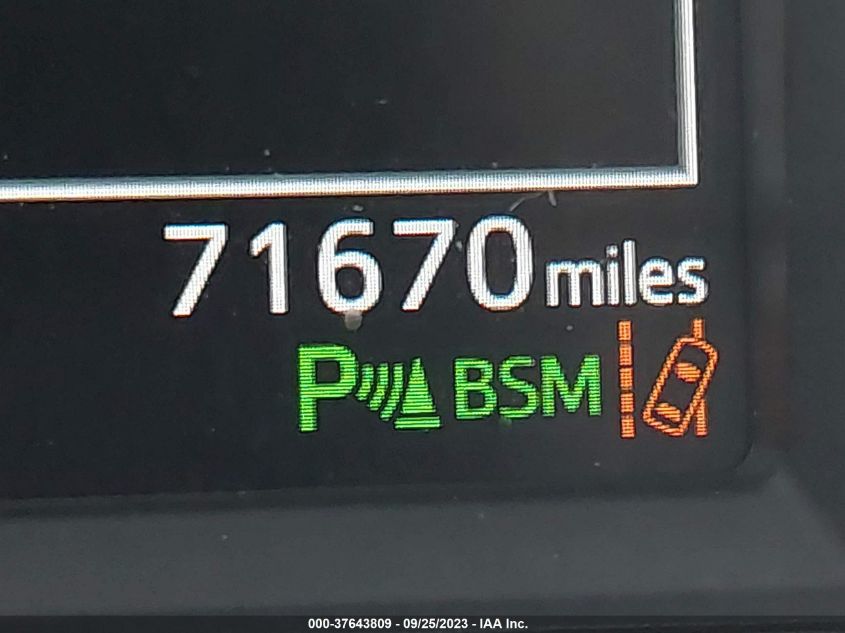 71670 miles
P BSM
000-37643809 - 09/25/2023 - IAA Inc.